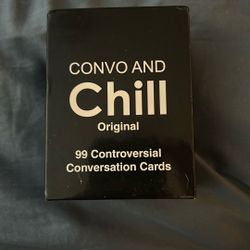 CONVO AND
Chill
Original
99 Controversial
Conversation Cards